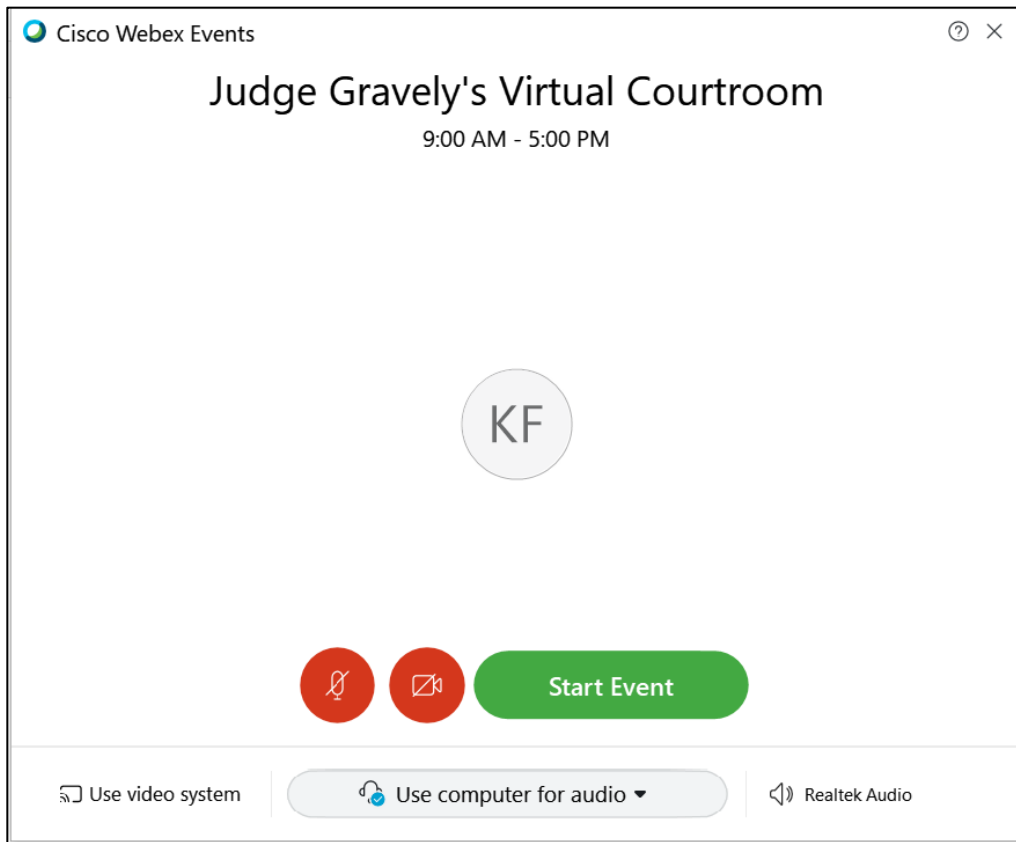 Cisco Webex Events
Judge Gravely's Virtual Courtroom
9:00 AM - 5:00 PM
KF
Start Event
Use video system
Use computer for audio
Realtek Audio